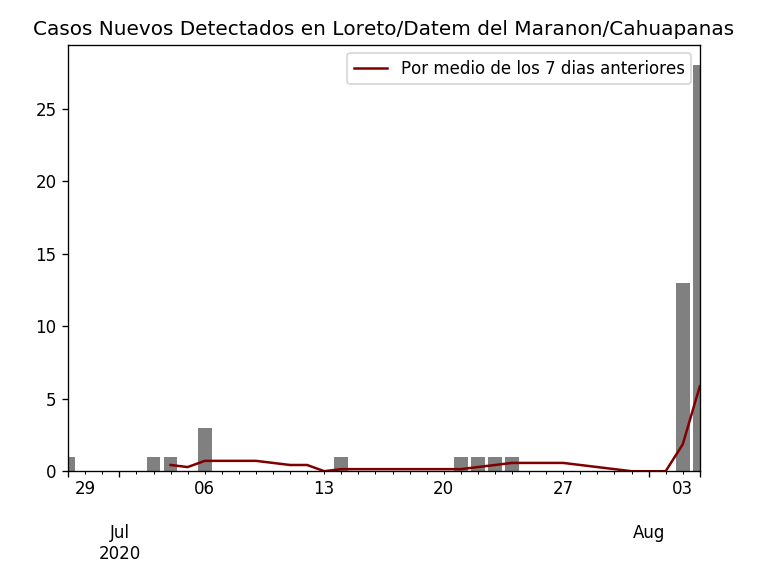 Casos Nuevos Detectados en Loreto/Datem del Maranon/Cahuapanas
Por medio de los 7 dias anteriores
25
20
15
10
5
0
29 06 13 20 27 03
Jul Aug
2020